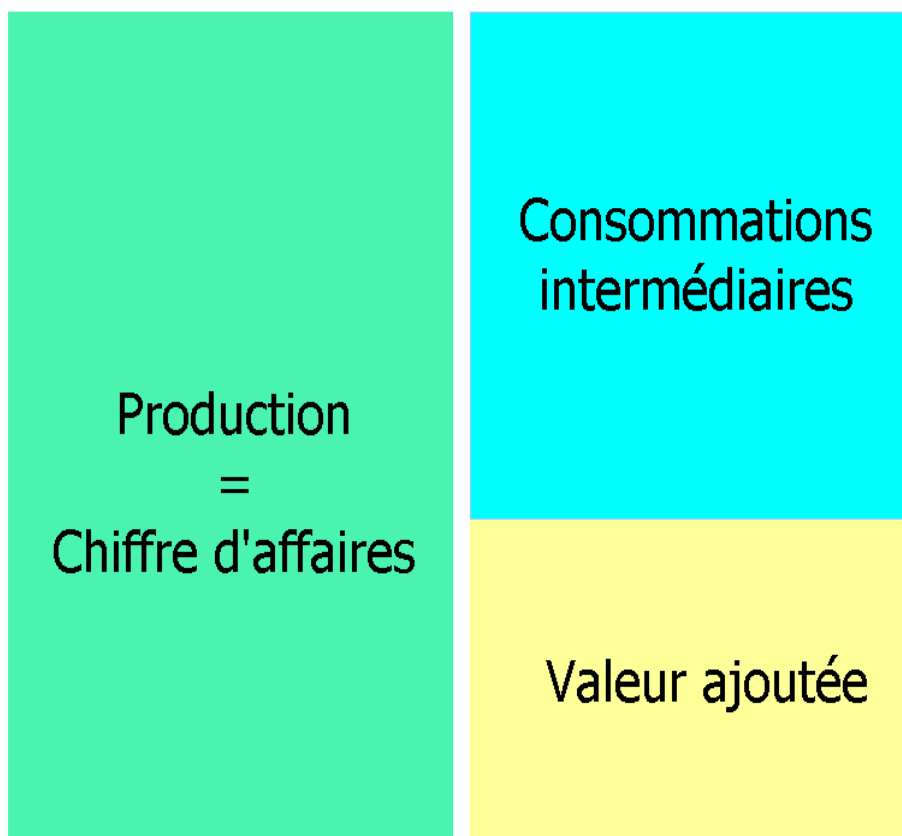 Production
=
Chiffre d'affaires
Consommations
intermédiaires
Valeur ajoutée